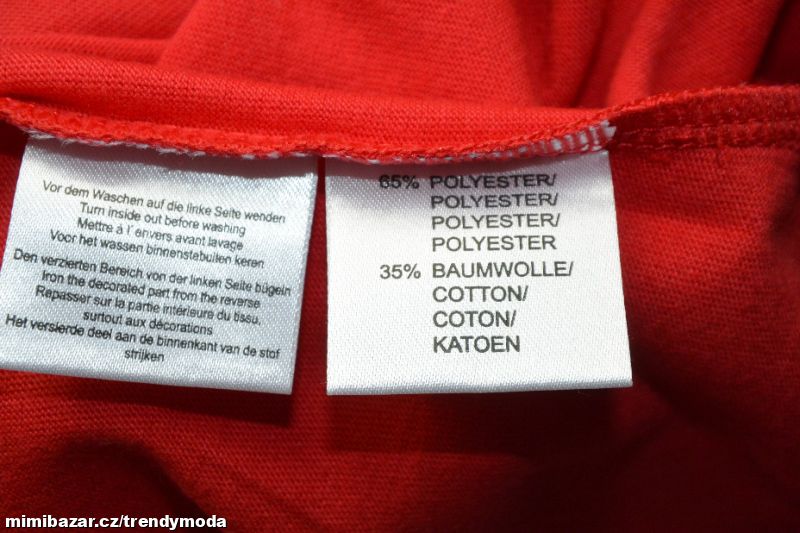 Vor dem Waschen auf die linke Seite wenden
Turn inside out before washing
Mettre à l' envers avant lavage
Voor het wassen binnenstabuilen keren
Den verzierten Bereich von der linken Seite bügeln
Iron the decorated part from the reverse
Repasser sur la partie intérieure du tissu,
surtout aux décorations
Het versierde deel aan de binnenkant van de stof
strijken
65% POLYESTER/
POLYESTER/
POLYESTER/
POLYESTER
35% BAUMWOLLE/
COTTON/
COTON/
KATOEN
mimibazar.cz/trendymoda